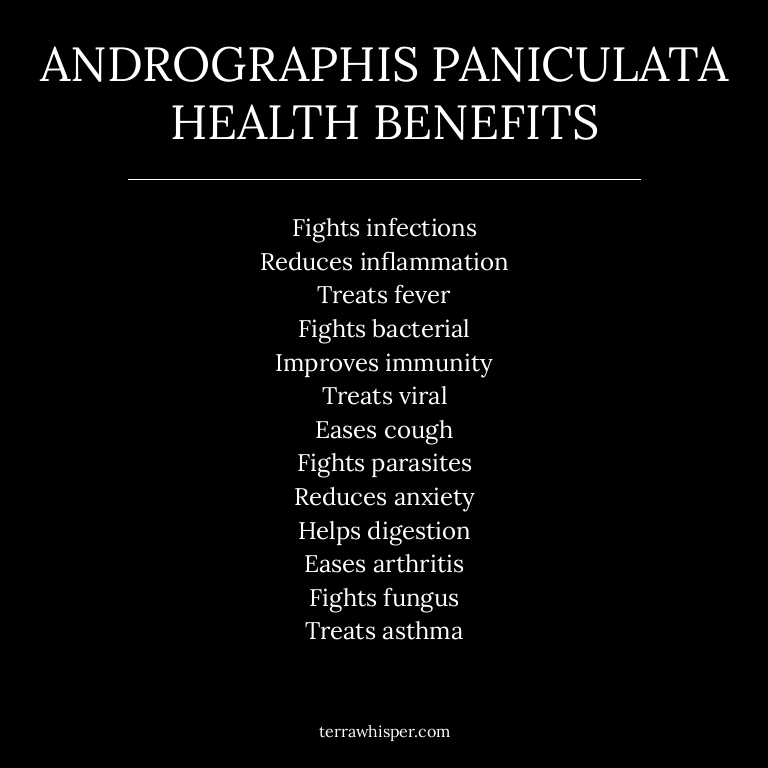 ANDROGRAPHIS PANICULATA
HEALTH BENEFITS
Fights infections
Reduces inflammation
Treats fever
Fights bacterial
Improves immunity
Treats viral
Eases cough
Fights parasites
Reduces anxiety
Helps digestion
Eases arthritis
Fights fungus
Treats asthma
terrawhisper.com